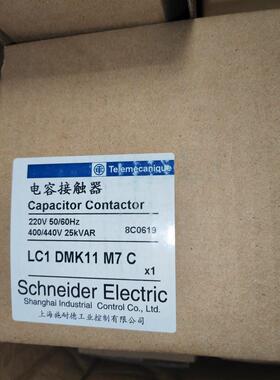 Telemecanique
电容接触器
Capacitor Contactor
220V 50/60Hz
400/440V 25kVAR 8C0619
LC1 DMK11 M7 C
x1
Schneider Electric
Shanghai Industrial Control Co., Ltd.
上海施耐德工业控制有限公司